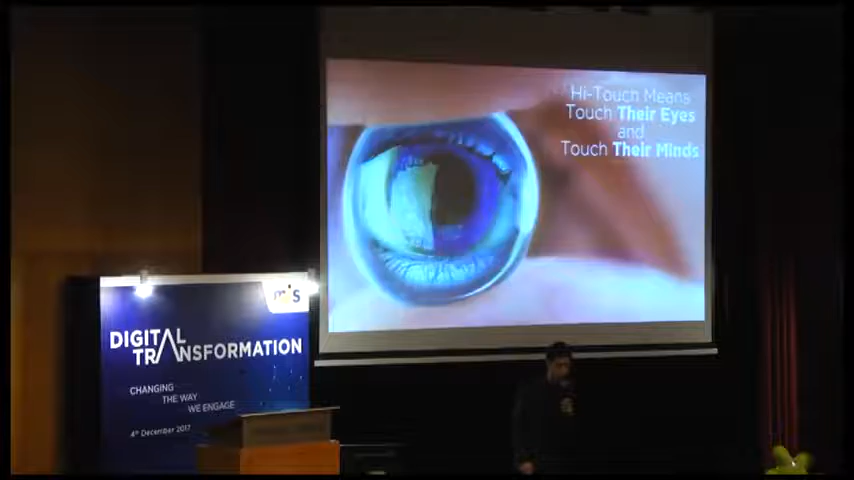 Hi-Touch Means
Touch Their Eyes
and
Touch Their Minds
mis
DIGITAL
TRANSFORMATION
CHANGING
THE WAY
WE ENGAGE
4th December 2017